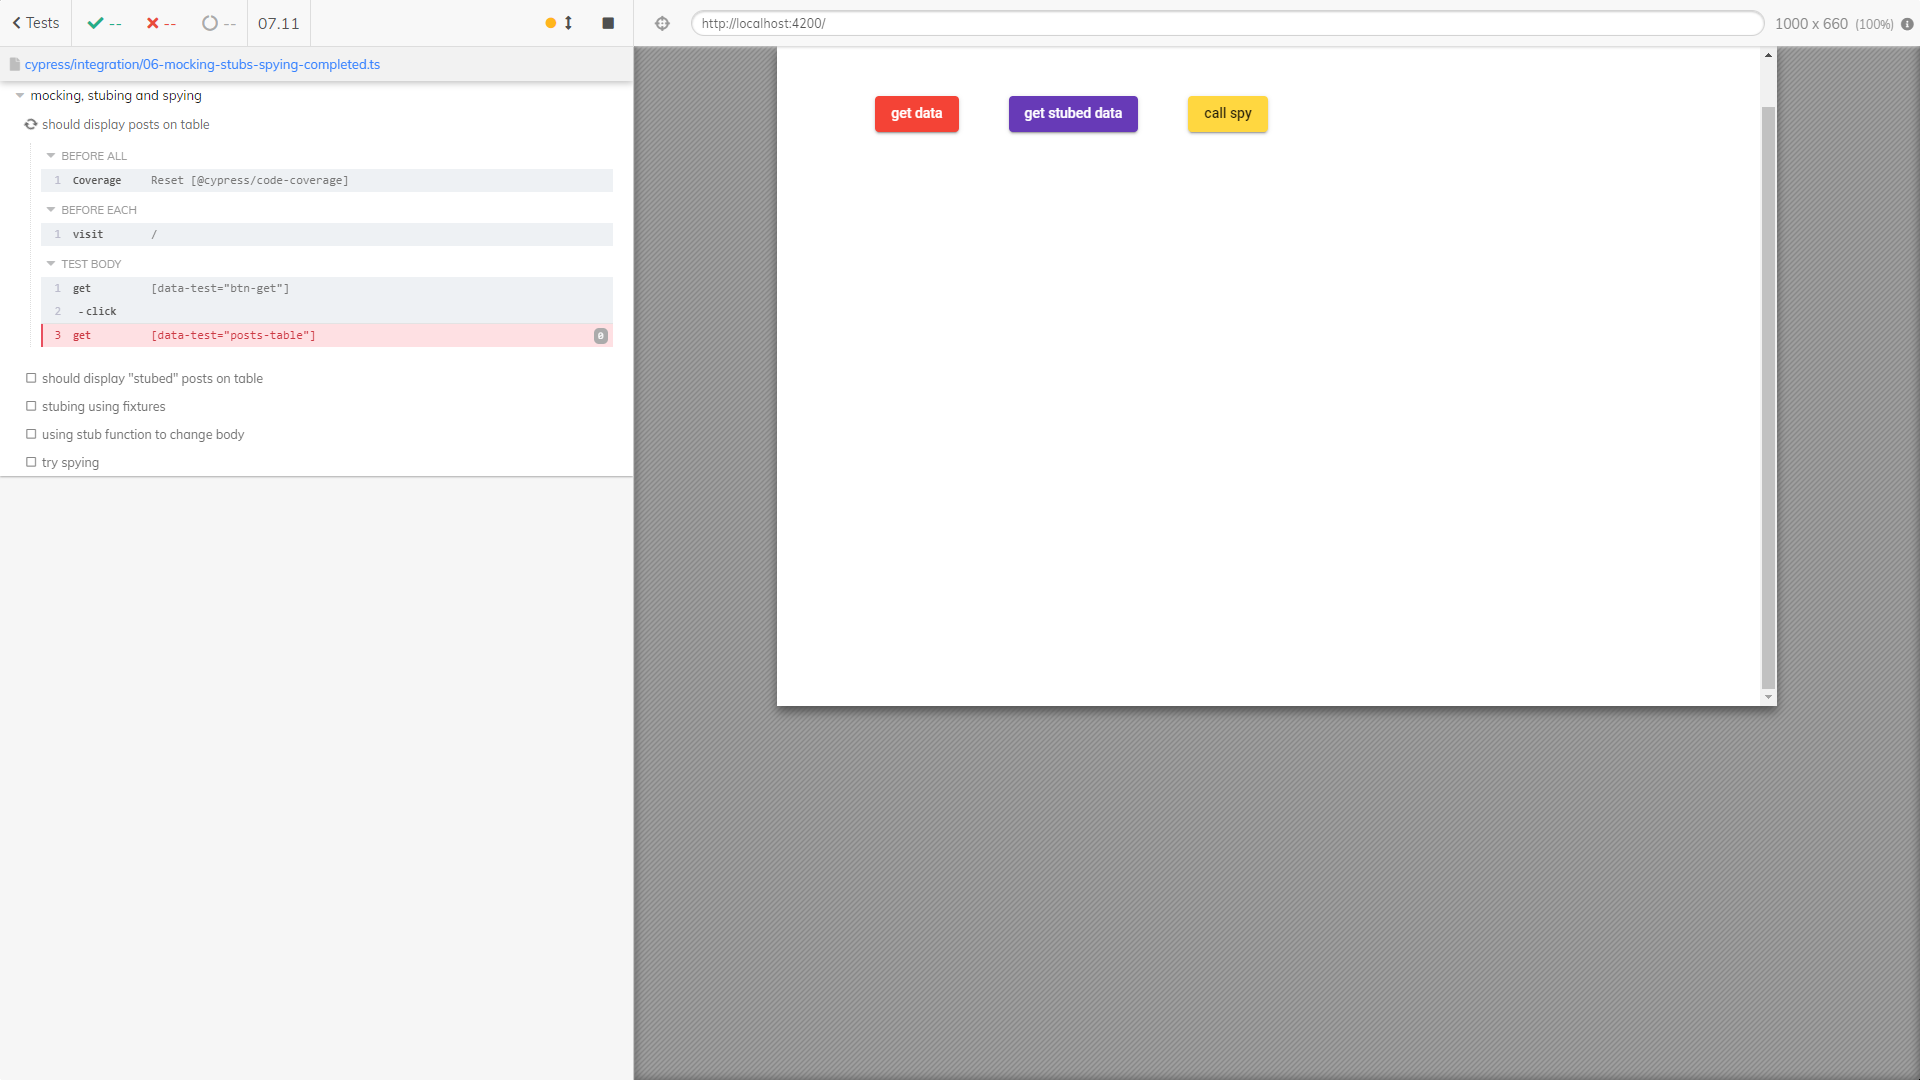 Tests -- -- -- 07.11
http://localhost:4200/ 1000 x 660 (100%)
cypress/integration/06-mocking-stubs-spying-completed.ts
mocking, stubing and spying
should display posts on table
BEFORE ALL
1 Coverage Reset [@cypress/code-coverage]
BEFORE EACH
1 visit /
TEST BODY
1 get [data-test="btn-get"]
2 -click
3 get [data-test="posts-table"] 0
should display "stubed" posts on table
stubing using fixtures
using stub function to change body
try spying
get data get stubed data call spy